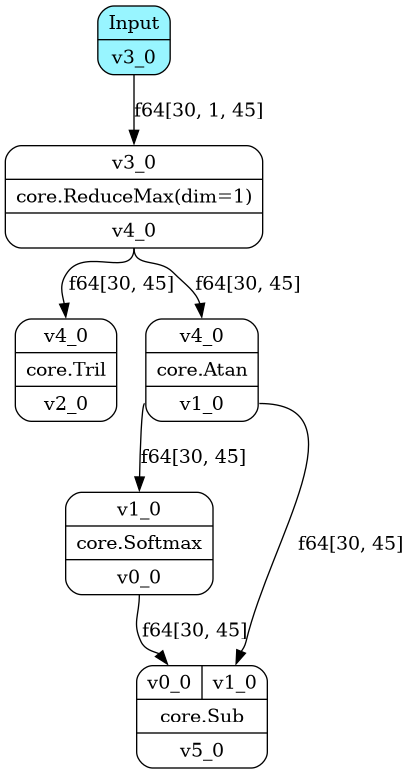 Input
v3_0
f64[30, 1, 45]
v3_0
core.ReduceMax(dim=1)
v4_0
f64[30, 45]
f64[30, 45]
v4_0
core.Tril
v2_0
v4_0
core.Atan
v1_0
f64[30, 45]
f64[30, 45]
v1_0
core.Softmax
v0_0
f64[30, 45]
v0_0 v1_0
core.Sub
v5_0